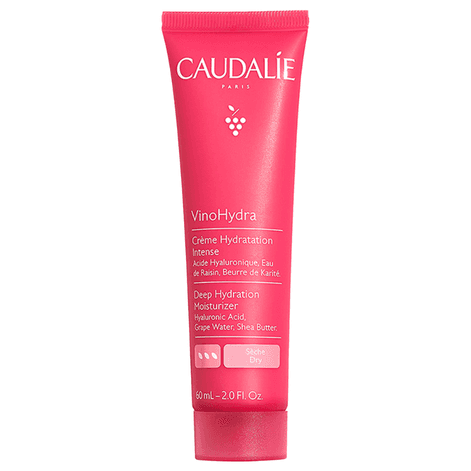 CAUDALÍE
PARIS
VinoHydra
Crème Hydratation
Intense
Acide Hyaluronique, Eau
de Raisin, Beurre de Karité.
Deep Hydration
Moisturizer
Hyaluronic Acid,
Grape Water, Shea Butter.
Sèche
Dry
60 mL – 2.0 Fl. Oz.